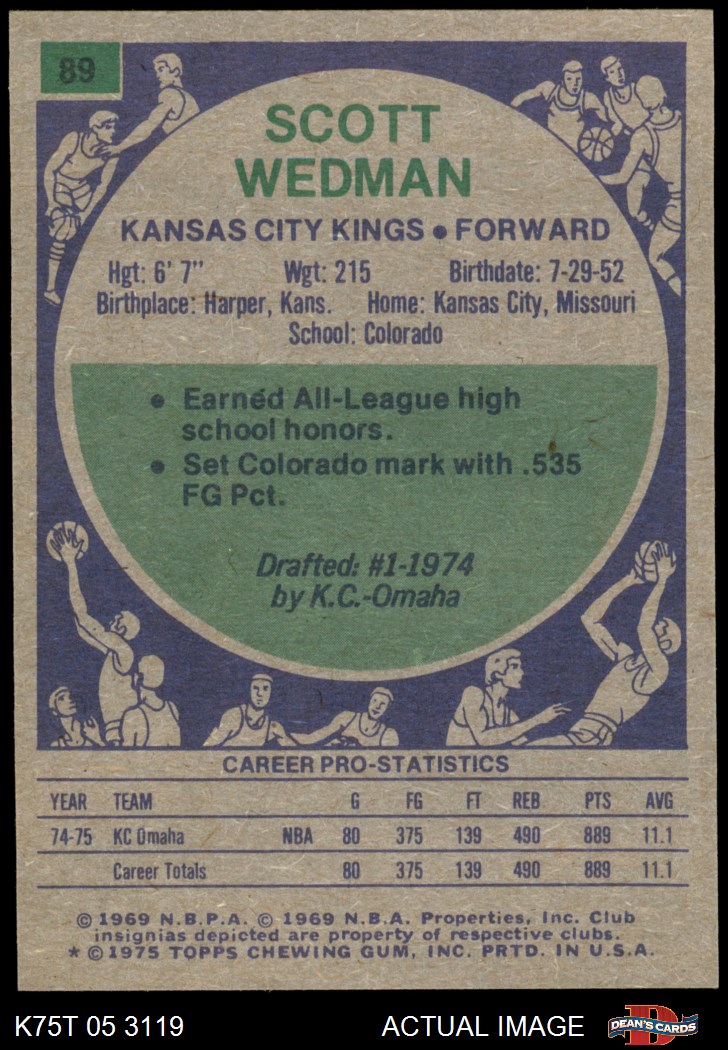 89
SCOTT
WEDMAN
KANSAS CITY KINGS • FORWARD
Hgt: 6' 7" Wgt: 215 Birthdate: 7-29-52
Birthplace: Harper, Kans. Home: Kansas City, Missouri
School: Colorado
• Earned All-League high
school honors.
• Set Colorado mark with .535
FG Pct.
Drafted: #1-1974
by K.C.-Omaha
CAREER PRO-STATISTICS
YEAR TEAM G FG FT REB PTS AVG
74-75 KC Omaha NBA 80 375 139 490 889 11.1
Career Totals 80 375 139 490 889 11.1
© 1969 N.B.P.A. © 1969 N.B.A. Properties, Inc. Club
insignias depicted are property of respective clubs.
* © 1975 TOPPS CHEWING GUM, INC. PRTD. IN U.S.A.
K75T 05 3119 ACTUAL IMAGE D DEAN'S CARDS